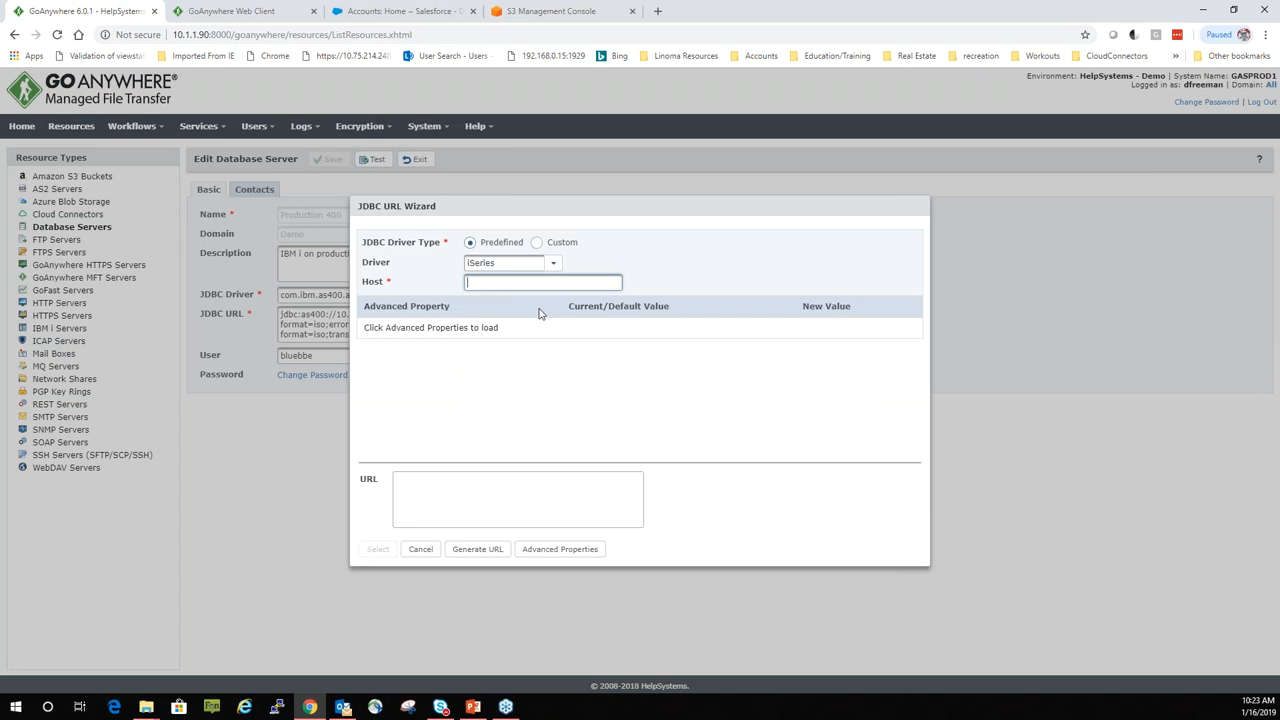 GoAnywhere 6.0.1 - HelpSystems
GoAnywhere Web Client
Accounts: Home ~ Salesforce - D
S3 Management Console
Not secure
10.1.1.90:8000/goanywhere/resources/ListResources.xhtml
Paused
Apps
Validation of viewst
Imported From IE
Chrome
https://10.75.214.24
User Search - Users -
192.168.0.15:1929
Bing
Linoma Resources
Accounts
Education/Training
Real Estate
recreation
Workouts
CloudConnectors
Other bookmarks
GO ANYWHERE®
Managed File Transfer
Environment: HelpSystems - Demo | System Name: GASPROD1
Logged in as: dfreeman | Domain: All
Change Password | Log Out
Home
Resources
Workflows
Services
Users
Logs
Encryption
System
Help
Resource Types
Amazon S3 Buckets
AS2 Servers
Azure Blob Storage
Cloud Connectors
Database Servers
FTP Servers
FTPS Servers
GoAnywhere HTTPS Servers
GoAnywhere MFT Servers
GoFast Servers
HTTP Servers
HTTPS Servers
IBM i Servers
ICAP Servers
Mail Boxes
MQ Servers
Network Shares
PGP Key Rings
REST Servers
SMTP Servers
SNMP Servers
SOAP Servers
SSH Servers (SFTP/SCP/SSH)
WebDAV Servers
Edit Database Server
Save
Test
Exit
?
Basic
Contacts
Name *
Production 400
Domain
Demo
Description
IBM i on producti
JDBC Driver *
com.ibm.as400.a
JDBC URL *
jdbc:as400://10.
format=iso;error
format=iso;trans
User
bluebbe
Password
Change Password
JDBC URL Wizard
JDBC Driver Type *
Predefined
Custom
Driver
iSeries
Host *
Advanced Property
Current/Default Value
New Value
Click Advanced Properties to load
URL
Select
Cancel
Generate URL
Advanced Properties
© 2008-2018 HelpSystems.
10:23 AM
1/16/2019